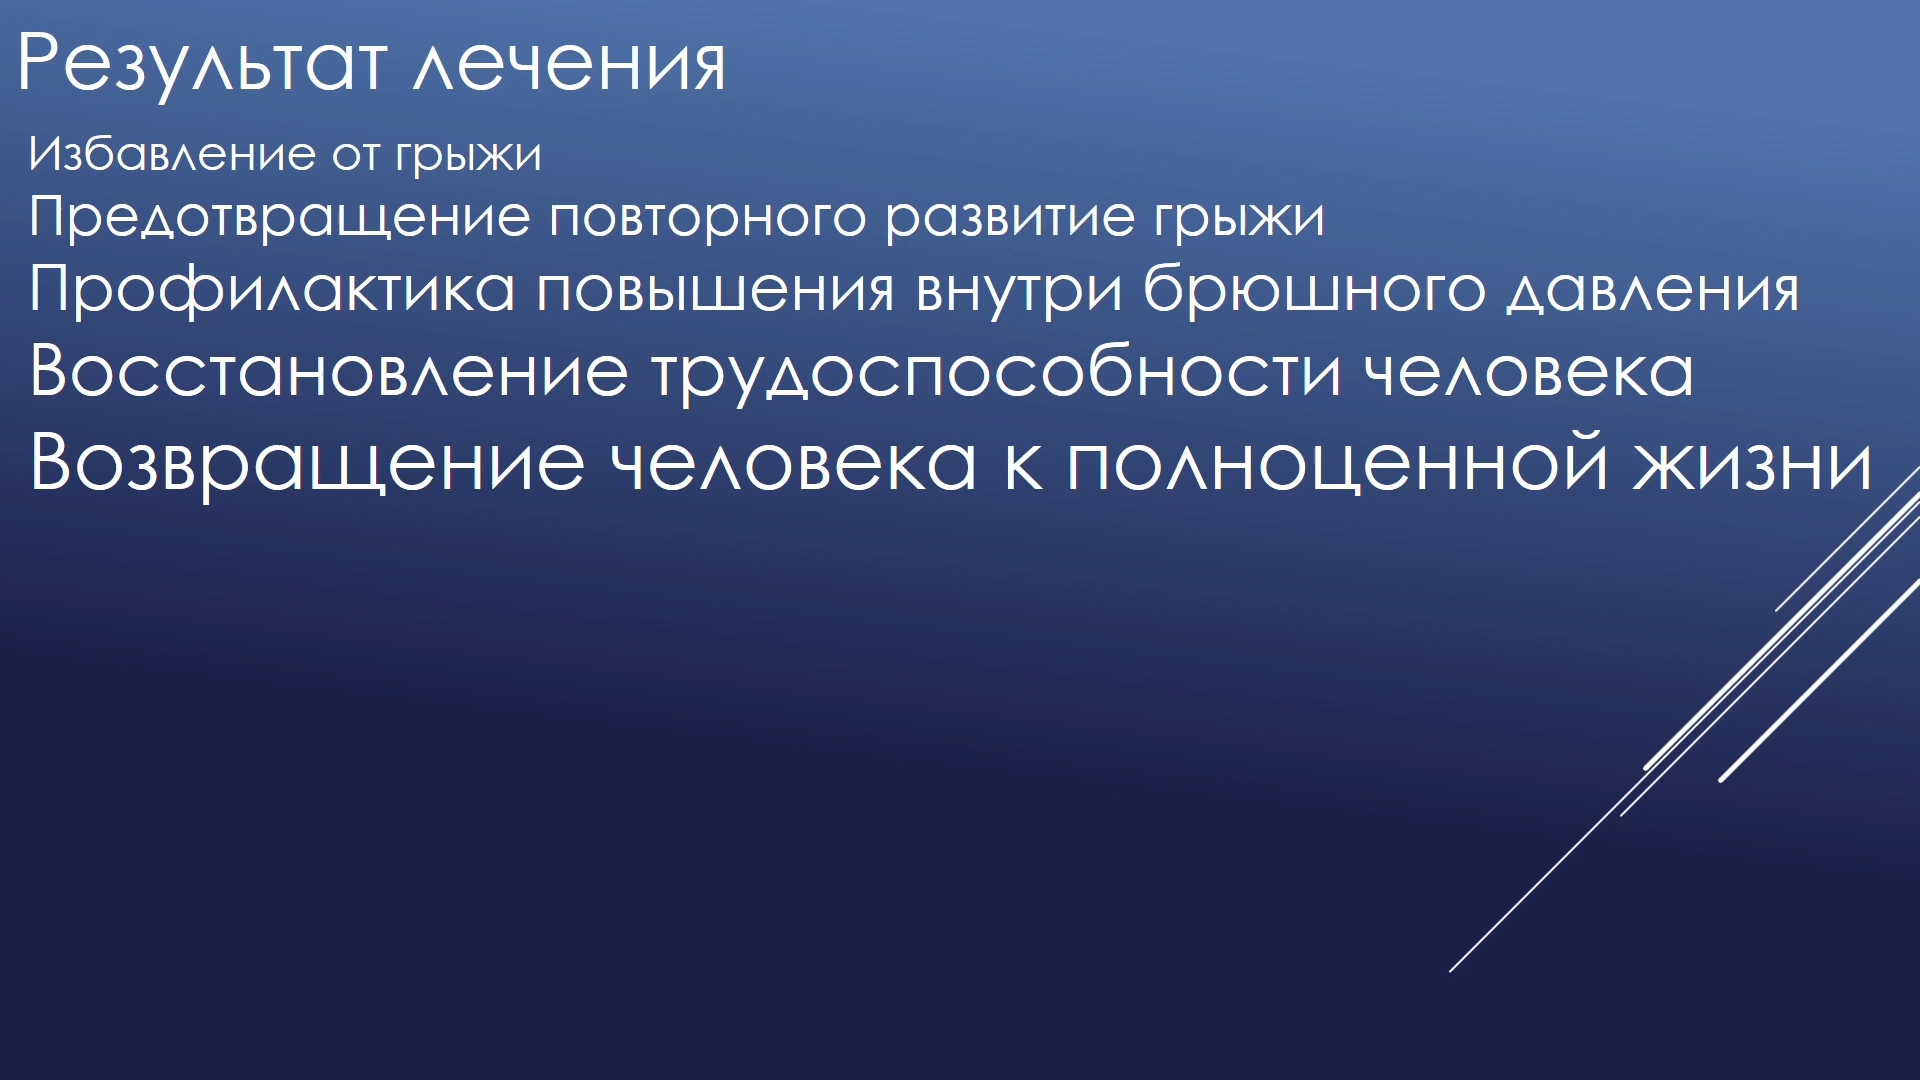 Результат лечения
Избавление от грыжи
Предотвращение повторного развитие грыжи
Профилактика повышения внутри брюшного давления
Восстановление трудоспособности человека
Возвращение человека к полноценной жизни